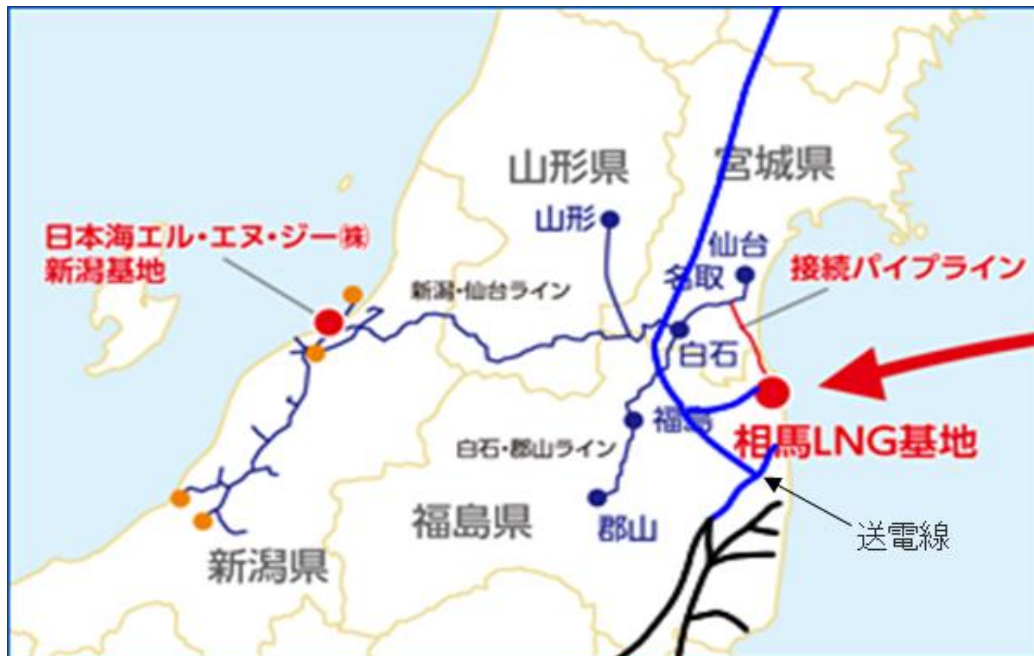 山形県
宮城県
山形
仙台
日本海エル・エヌ・ジー㈱
新潟基地
名取
接続パイプライン
新潟・仙台ライン
白石
福島
相馬LNG基地
白石・郡山ライン
郡山
福島県
送電線
新潟県